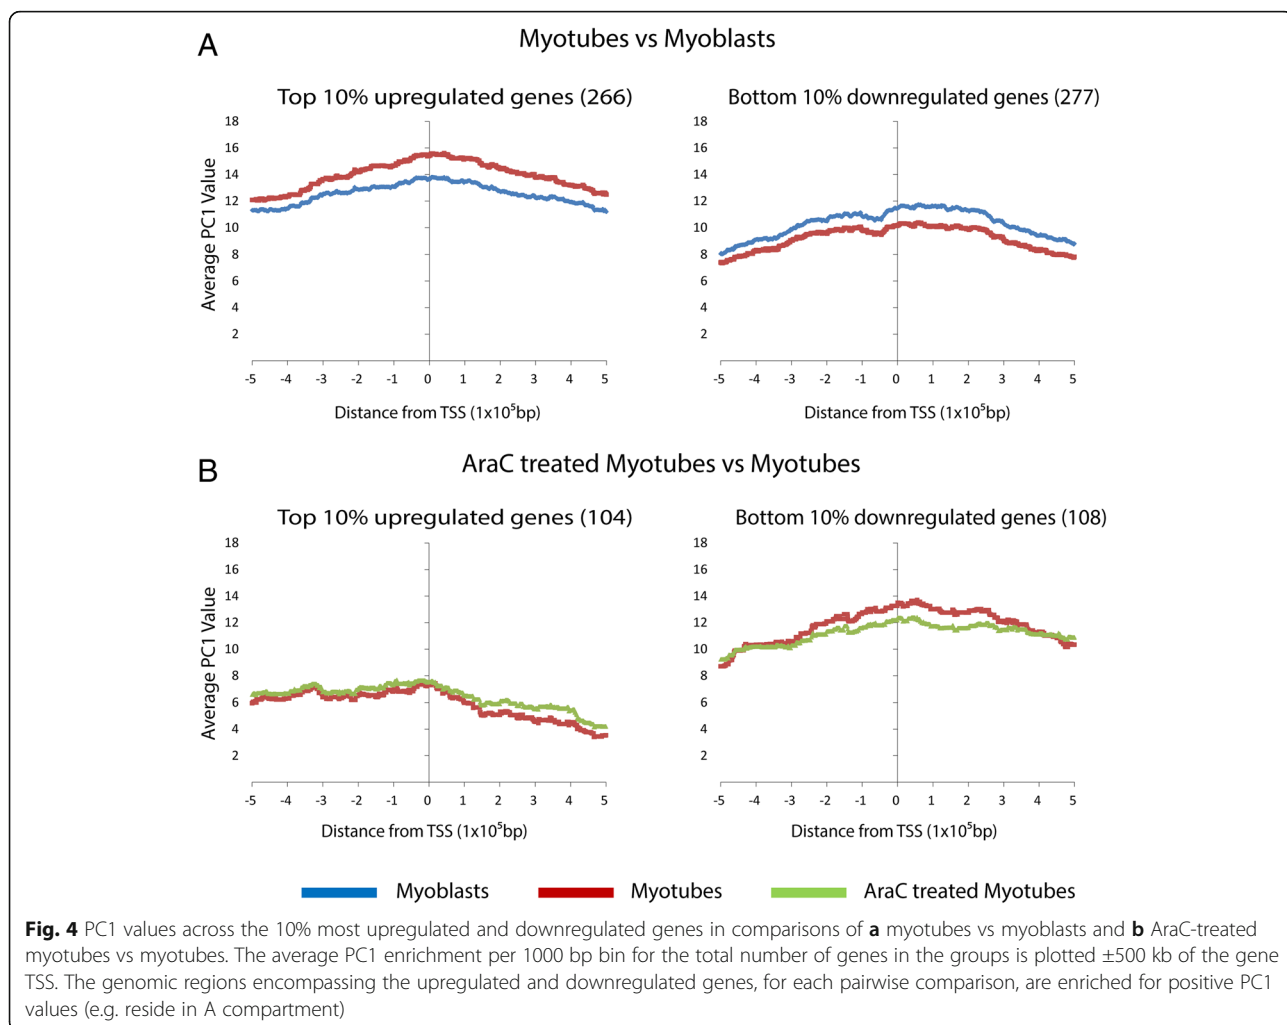 A
Myotubes vs Myoblasts
Top 10% upregulated genes (266)
18
16
14
12
10
8
6
4
2
Average PC1 Value
-5 -4 -3 -2 -1 0 1 2 3 4 5
Distance from TSS (1x10⁵bp)
Bottom 10% downregulated genes (277)
18
16
14
12
10
8
6
4
2
-5 -4 -3 -2 -1 0 1 2 3 4 5
Distance from TSS (1x10⁵bp)
B
AraC treated Myotubes vs Myotubes
Top 10% upregulated genes (104)
18
16
14
12
10
8
6
4
2
Average PC1 Value
-5 -4 -3 -2 -1 0 1 2 3 4 5
Distance from TSS (1x10⁵bp)
Bottom 10% downregulated genes (108)
18
16
14
12
10
8
6
4
2
-5 -4 -3 -2 -1 0 1 2 3 4 5
Distance from TSS (1x10⁵bp)
Myoblasts Myotubes AraC treated Myotubes
Fig. 4 PC1 values across the 10% most upregulated and downregulated genes in comparisons of a myotubes vs myoblasts and b AraC-treated
myotubes vs myotubes. The average PC1 enrichment per 1000 bp bin for the total number of genes in the groups is plotted ±500 kb of the gene
TSS. The genomic regions encompassing the upregulated and downregulated genes, for each pairwise comparison, are enriched for positive PC1
values (e.g. reside in A compartment)